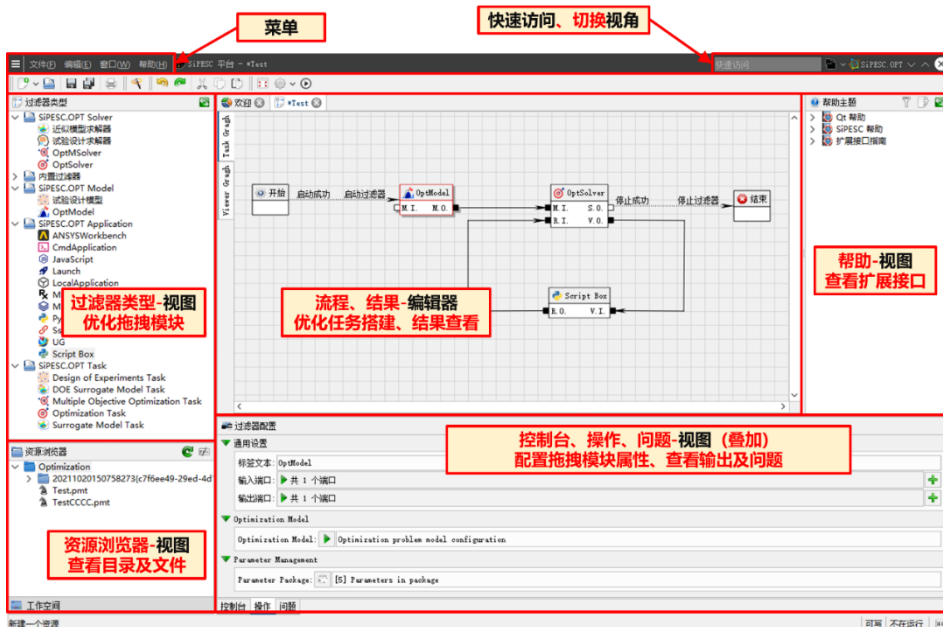 菜单
快速访问、切换视角
文件(F) 编辑(E) 窗口(W) 帮助(H) SiPESC 平台 - *Test
快速访问
SiPESC.OPT
过滤器类型
SiPESC.OPT Solver
近似模型求解器
试验设计求解器
OptMSolver
OptSolver
内置过滤器
SiPESC.OPT Model
试验设计模型
OptModel
SiPESC.OPT Application
ANSYSWorkbench
CmdApplication
JavaScript
Launch
LocalApplication
UG
Script Box
过滤器类型-视图
优化拖拽模块
SiPESC.OPT Task
Design of Experiments Task
DOE Surrogate Model Task
Multiple Objective Optimization Task
Optimization Task
Surrogate Model Task
资源浏览器
Optimization
20211020150758273{c7f6ee49-29ed-4d
Test.pmt
TestCCCC.pmt
资源浏览器-视图
查看目录及文件
工作空间
新建一个资源
欢迎 *Test
Task Graph
Viewer Graph
开始 启动成功 启动过滤器 OptModel
M.I. M.O.
OptSolver
M.I. S.O.
R.I. V.O.
停止成功 停止过滤器 结束
Script Box
R.O. V.I.
流程、结果-编辑器
优化任务搭建、结果查看
帮助主题
Qt 帮助
SiPESC 帮助
扩展接口指南
帮助-视图
查看扩展接口
过滤器配置
通用设置
标签文本: OptModel
输入端口: 共 1 个端口
输出端口: 共 1 个端口
Optimization Model
Optimization Model: Optimization problem model configuration
Parameter Management
Parameter Package: [5] Parameters in package
控制台、操作、问题-视图（叠加）
配置拖拽模块属性、查看输出及问题
控制台 操作 问题
可写 不在运行